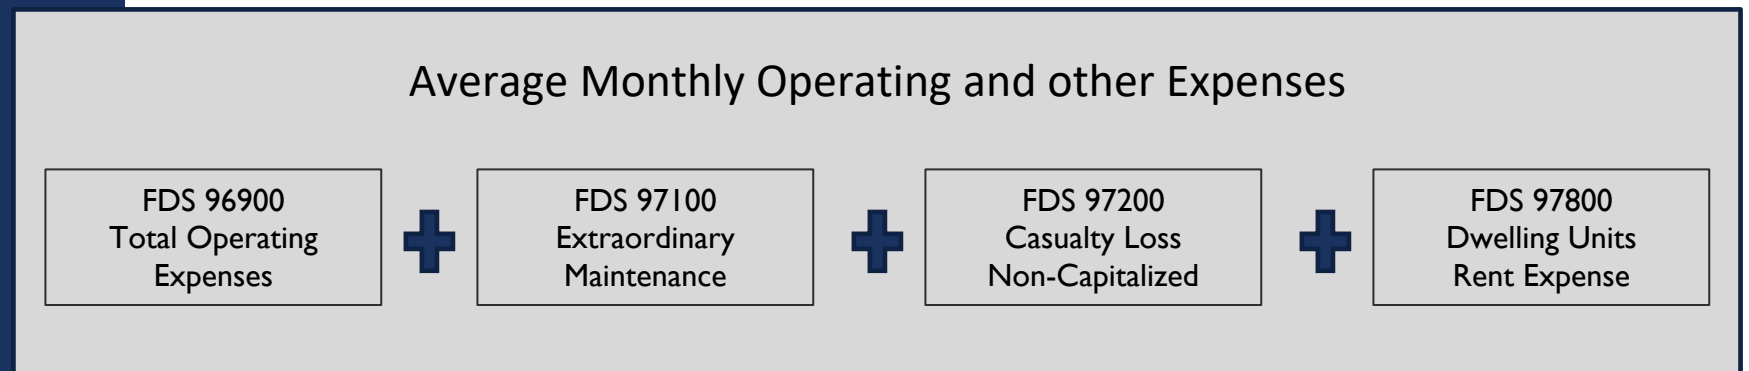 Average Monthly Operating and other Expenses
FDS 96900
Total Operating
Expenses
FDS 97100
Extraordinary
Maintenance
FDS 97200
Casualty Loss
Non-Capitalized
FDS 97800
Dwelling Units
Rent Expense